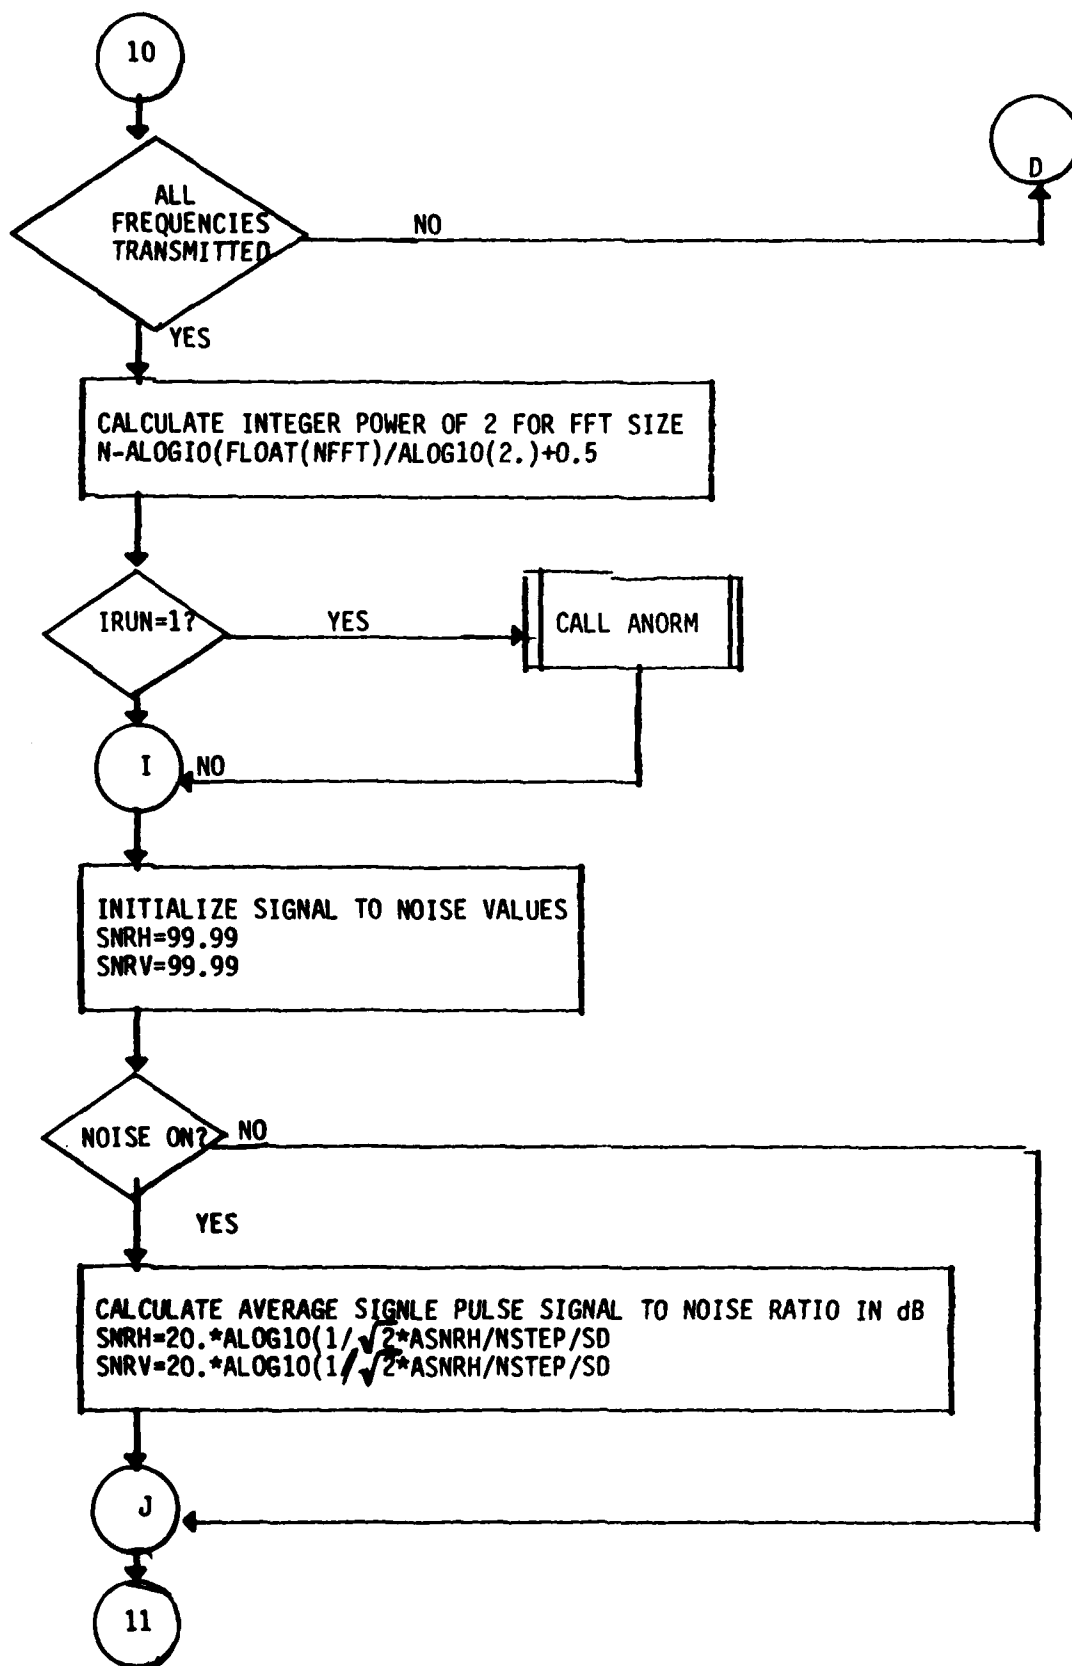 10
D
ALL
FREQUENCIES
TRANSMITTED
NO
YES
CALCULATE INTEGER POWER OF 2 FOR FFT SIZE
N-ALOGIO(FLOAT(NFFT)/ALOG10(2.)+0.5
IRUN=1?
YES
CALL ANORM
I
NO
INITIALIZE SIGNAL TO NOISE VALUES
SNRH=99.99
SNRV=99.99
NOISE ON?
NO
YES
CALCULATE AVERAGE SIGNLE PULSE SIGNAL TO NOISE RATIO IN dB
SNRH=20.*ALOG10(1/√2*ASNRH/NSTEP/SD
SNRV=20.*ALOG10(1/√2*ASNRH/NSTEP/SD
J
11